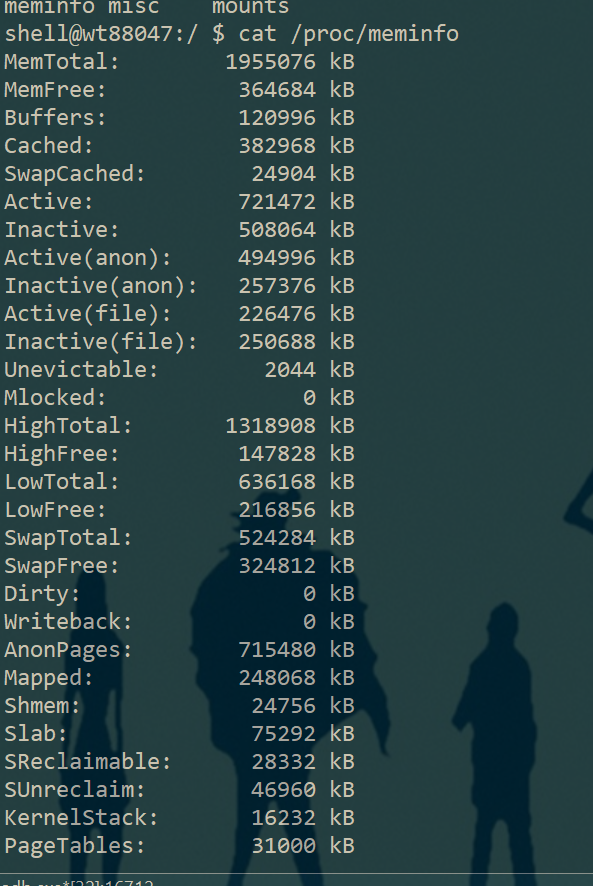 meminfo misc    mounts
shell@wt88047:/ $ cat /proc/meminfo
MemTotal:        1955076 kB
MemFree:          364684 kB
Buffers:          120996 kB
Cached:           382968 kB
SwapCached:        24904 kB
Active:           721472 kB
Inactive:         508064 kB
Active(anon):     494996 kB
Inactive(anon):   257376 kB
Active(file):     226476 kB
Inactive(file):   250688 kB
Unevictable:        2044 kB
Mlocked:               0 kB
HighTotal:       1318908 kB
HighFree:         147828 kB
LowTotal:         636168 kB
LowFree:          216856 kB
SwapTotal:        524284 kB
SwapFree:         324812 kB
Dirty:                 0 kB
Writeback:             0 kB
AnonPages:        715480 kB
Mapped:           248068 kB
Shmem:             24756 kB
Slab:              75292 kB
SReclaimable:      28332 kB
SUnreclaim:        46960 kB
KernelStack:       16232 kB
PageTables:        31000 kB